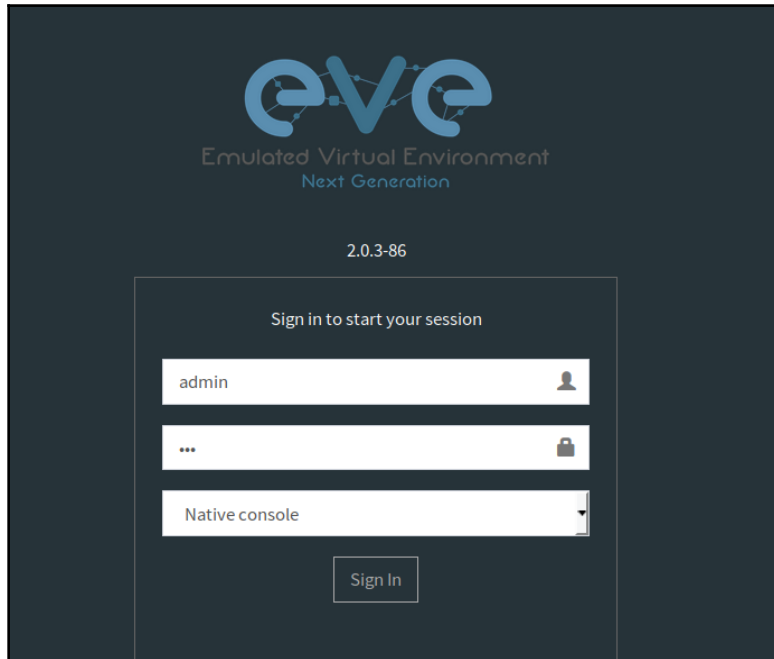 eve
Emulated Virtual Environment
Next Generation
2.0.3-86
Sign in to start your session
admin
•••
Native console
Sign In